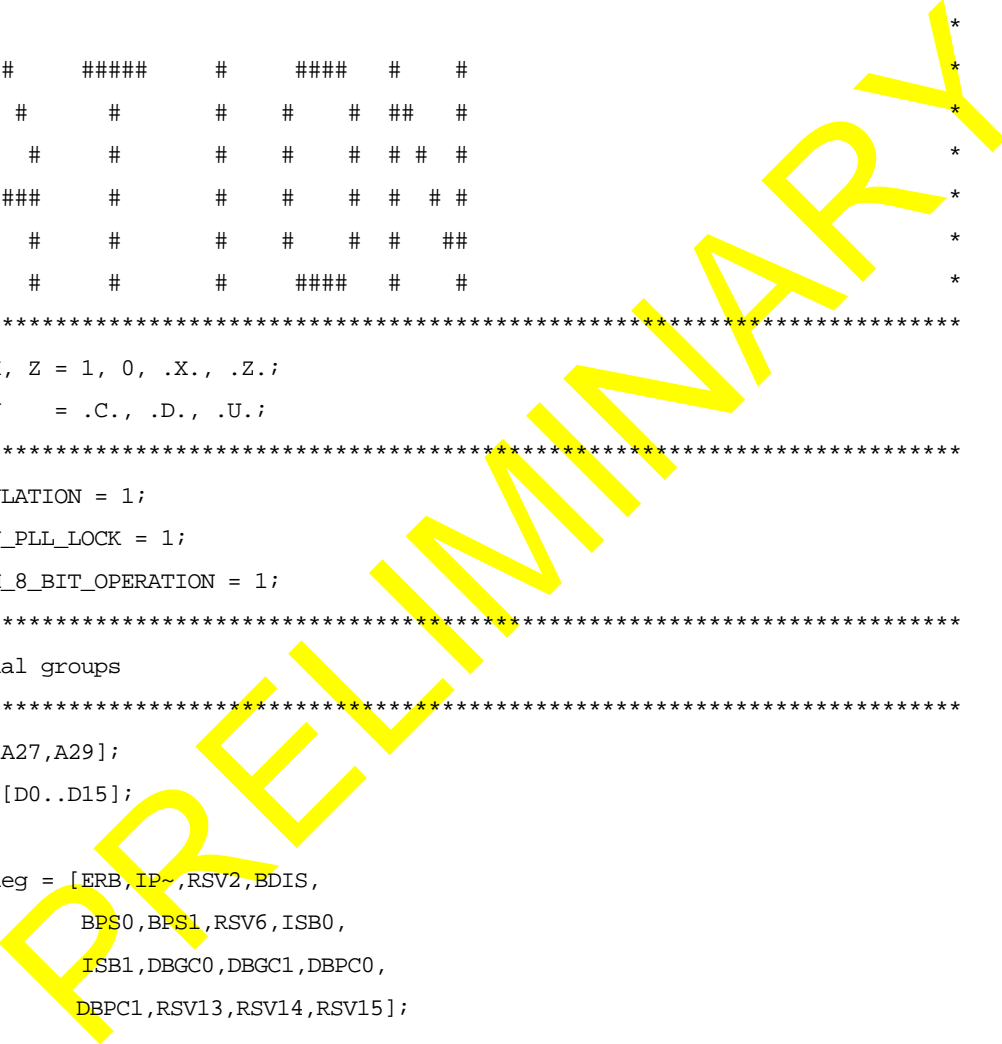 *
#     #####     #     ####   #    #                                    *
 #      #       #    #    #  ##   #                                    *
  #     #       #    #    #  # #  #                                    *
###     #       #    #    #  #  # #                                    *
  #     #       #    #    #  #   ##                                    *
  #     #       #     ####   #    #                                    *
************************************************************************
, Z = 1, 0, .X., .Z.;
= .C., .D., .U.;
************************************************************************
LATION = 1;
_PLL_LOCK = 1;
_8_BIT_OPERATION = 1;
************************************************************************
al groups
************************************************************************
A27,A29];
[D0..D15];
eg = [ERB,IP~,RSV2,BDIS,
BPS0,BPS1,RSV6,ISB0,
ISB1,DBGC0,DBGC1,DBPC0,
DBPC1,RSV13,RSV14,RSV15];
PRELIMINARY